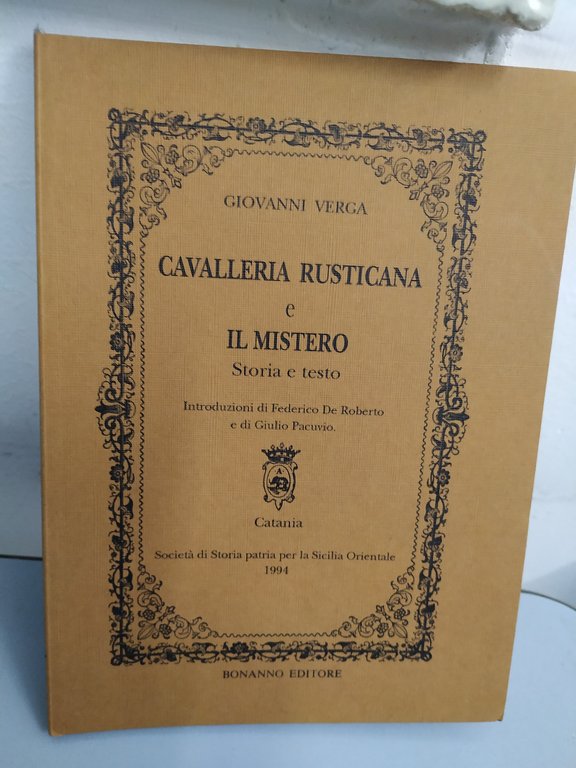 GIOVANNI VERGA
CAVALLERIA RUSTICANA
e
IL MISTERO
Storia e testo
Introduzioni di Federico De Roberto
e di Giulio Pacuvio.
A
Catania
Società di Storia patria per la Sicilia Orientale
1994
BONANNO EDITORE